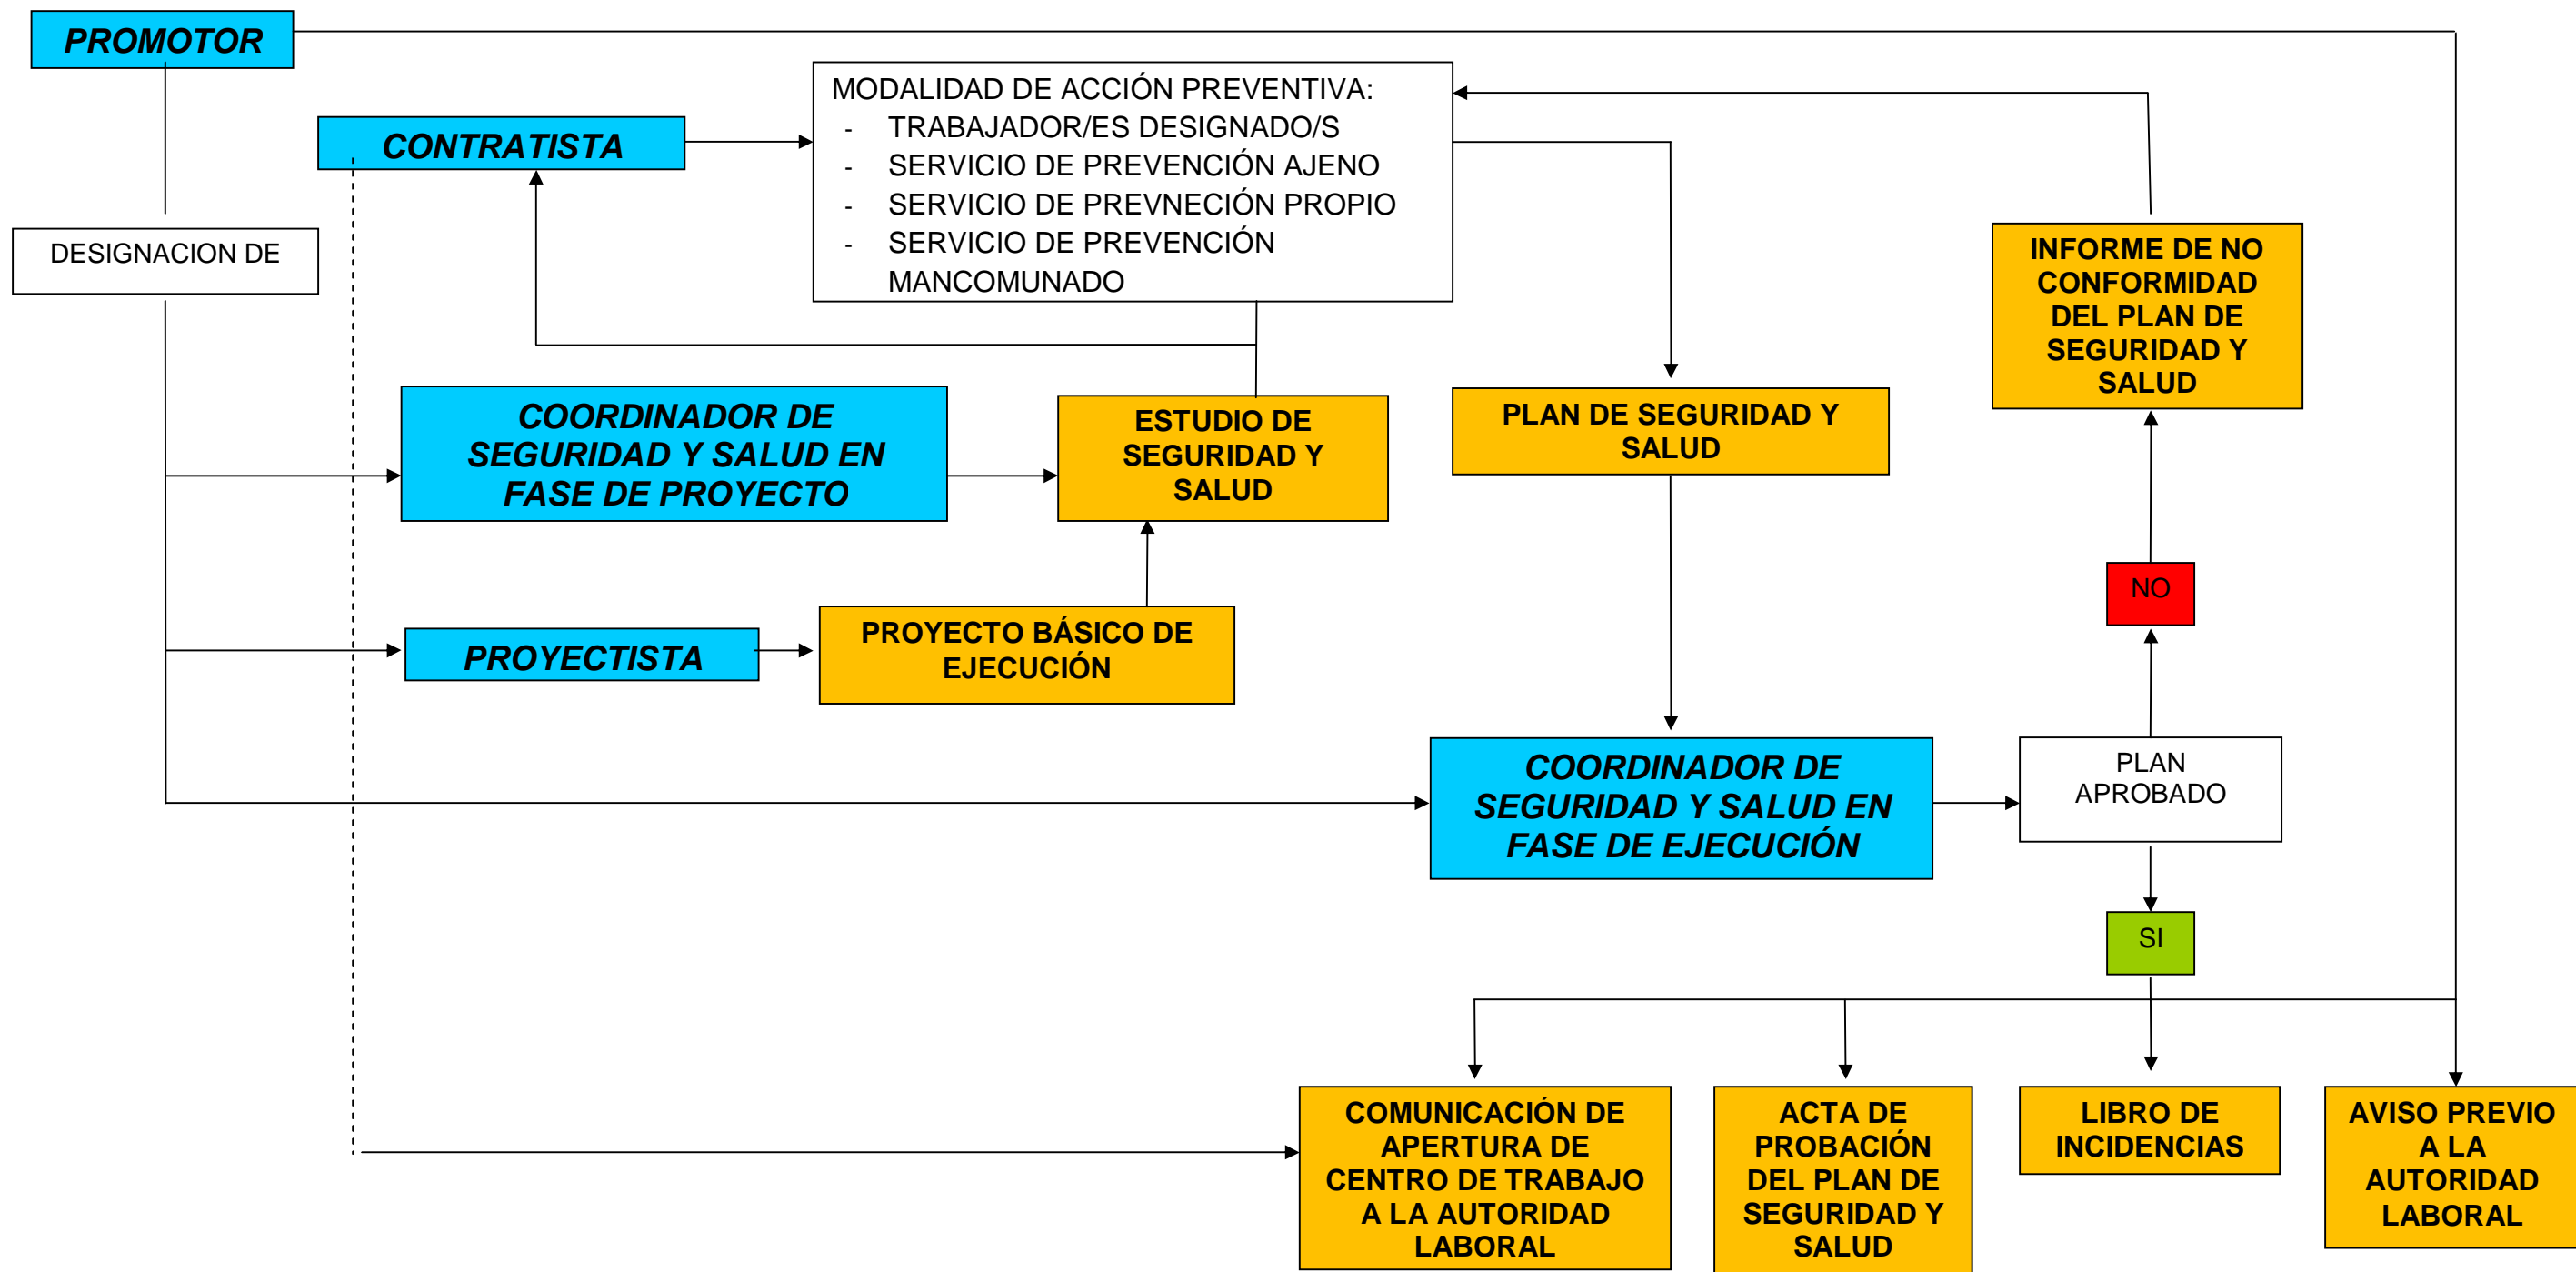 PROMOTOR
MODALIDAD DE ACCIÓN PREVENTIVA:
- TRABAJADOR/ES DESIGNADO/S
- SERVICIO DE PREVENCIÓN AJENO
- SERVICIO DE PREVNECIÓN PROPIO
- SERVICIO DE PREVENCIÓN
MANCOMUNADO
CONTRATISTA
DESIGNACION DE
INFORME DE NO
CONFORMIDAD
DEL PLAN DE
SEGURIDAD Y
SALUD
COORDINADOR DE
SEGURIDAD Y SALUD EN
FASE DE PROYECTO
ESTUDIO DE
SEGURIDAD Y
SALUD
PLAN DE SEGURIDAD Y
SALUD
NO
PROYECTISTA
PROYECTO BÁSICO DE
EJECUCIÓN
COORDINADOR DE
SEGURIDAD Y SALUD EN
FASE DE EJECUCIÓN
PLAN
APROBADO
SI
COMUNICACIÓN DE
APERTURA DE
CENTRO DE TRABAJO
A LA AUTORIDAD
LABORAL
ACTA DE
PROBACIÓN
DEL PLAN DE
SEGURIDAD Y
SALUD
LIBRO DE
INCIDENCIAS
AVISO PREVIO
A LA
AUTORIDAD
LABORAL